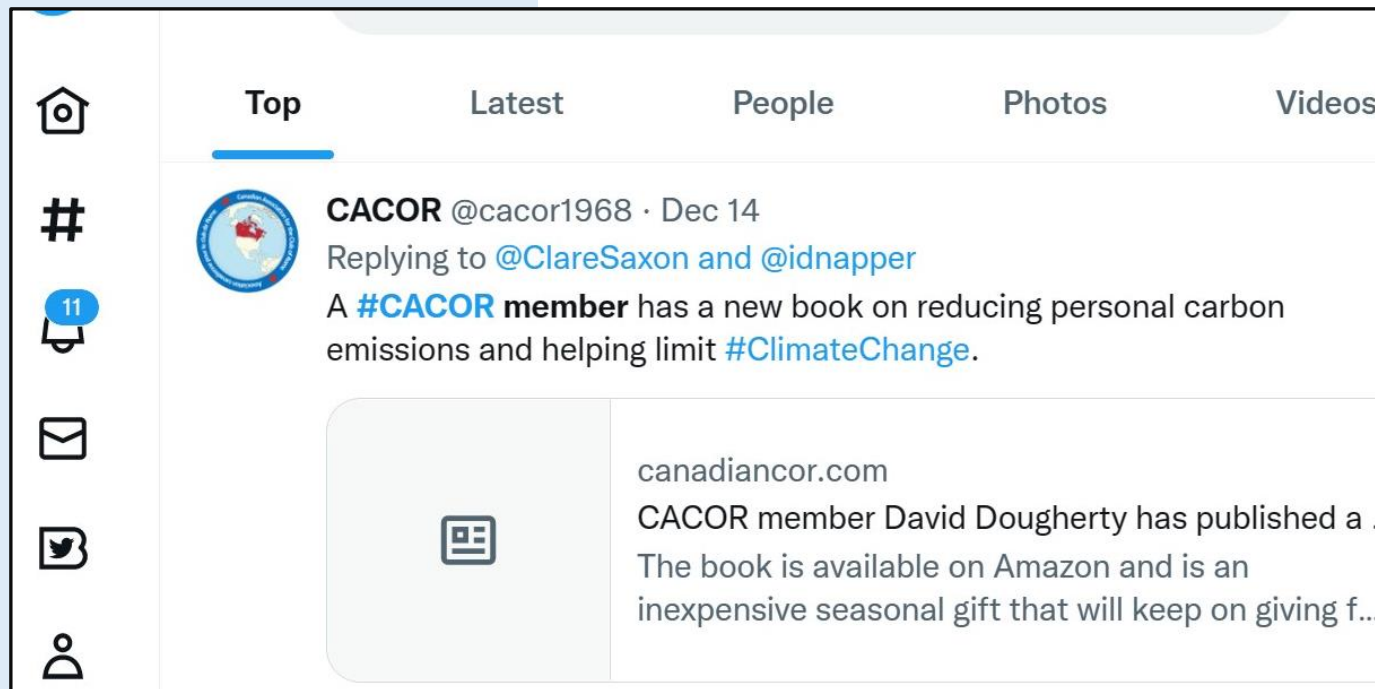 Top Latest People Photos Videos
#
11
CACOR @cacor1968 · Dec 14
Replying to @ClareSaxon and @idnapper
A #CACOR member has a new book on reducing personal carbon
emissions and helping limit #ClimateChange.
canadiancor.com
CACOR member David Dougherty has published a .
The book is available on Amazon and is an
inexpensive seasonal gift that will keep on giving f...